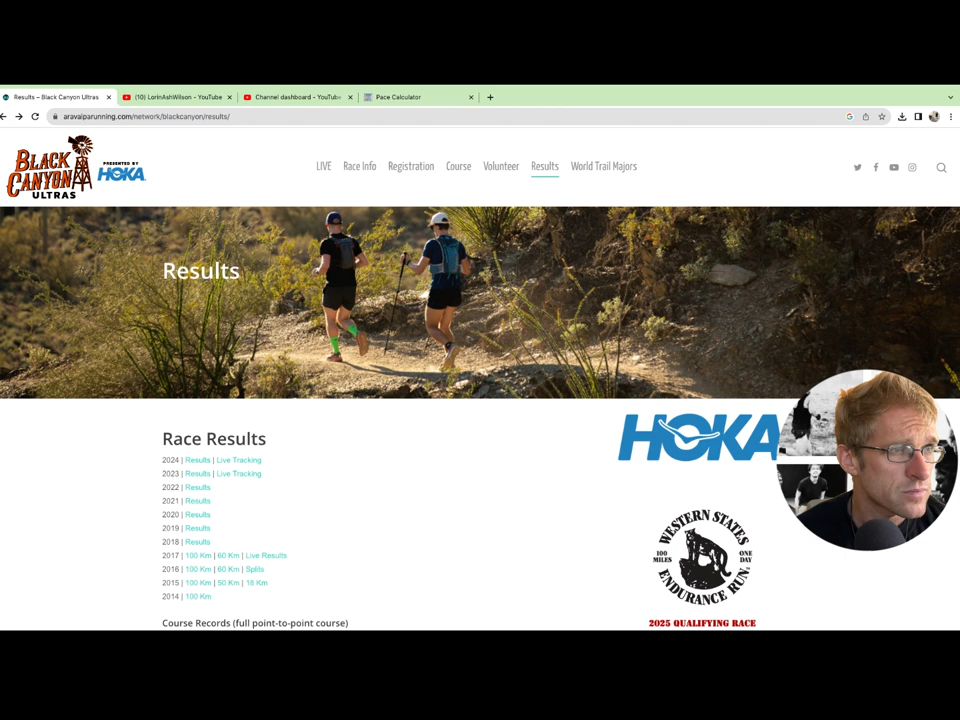 Results – Black Canyon Ultras
(10) LorinAshWilson - YouTube
Channel dashboard - YouTube
Pace Calculator
aravaiparunning.com/network/blackcanyon/results/
BLACK CANYON ULTRAS
PRESENTED BY HOKA
LIVE Race Info Registration Course Volunteer Results World Trail Majors
Results
Race Results
2024 | Results | Live Tracking
2023 | Results | Live Tracking
2022 | Results
2021 | Results
2020 | Results
2019 | Results
2018 | Results
2017 | 100 Km | 60 Km | Live Results
2016 | 100 Km | 60 Km | Splits
2015 | 100 Km | 50 Km | 18 Km
2014 | 100 Km
Course Records (full point-to-point course)
HOKA
WESTERN STATES
100 MILES ONE DAY
ENDURANCE RUN
2025 QUALIFYING RACE